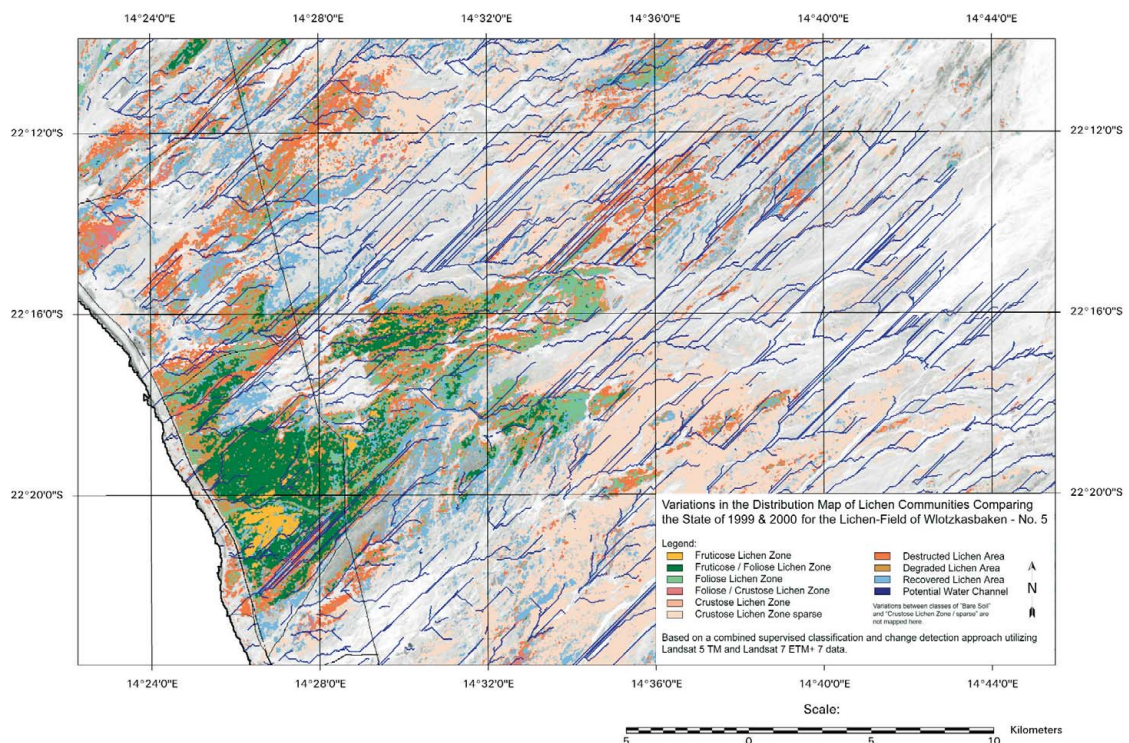 14°24'0"E 14°28'0"E 14°32'0"E 14°36'0"E 14°40'0"E 14°44'0"E
22°12'0"S 22°12'0"S
22°16'0"S 22°16'0"S
22°20'0"S 22°20'0"S
Variations in the Distribution Map of Lichen Communities Comparing
the State of 1999 & 2000 for the Lichen-Field of Wlotzkasbaken - No. 5
Legend:
Fruticose Lichen Zone
Fruticose / Foliose Lichen Zone
Foliose Lichen Zone
Foliose / Crustose Lichen Zone
Crustose Lichen Zone
Crustose Lichen Zone sparse
Destructed Lichen Area
Degraded Lichen Area
Recovered Lichen Area
Potential Water Channel
N
Variations between classes of "Bare Soil"
and "Crustose Lichen Zone / sparse" are
not mapped here.
Based on a combined supervised classification and change detection approach utilizing
Landsat 5 TM and Landsat 7 ETM+ 7 data.
14°24'0"E 14°28'0"E 14°32'0"E 14°36'0"E 14°40'0"E 14°44'0"E
Scale:
Kilometers
5 0 5 10